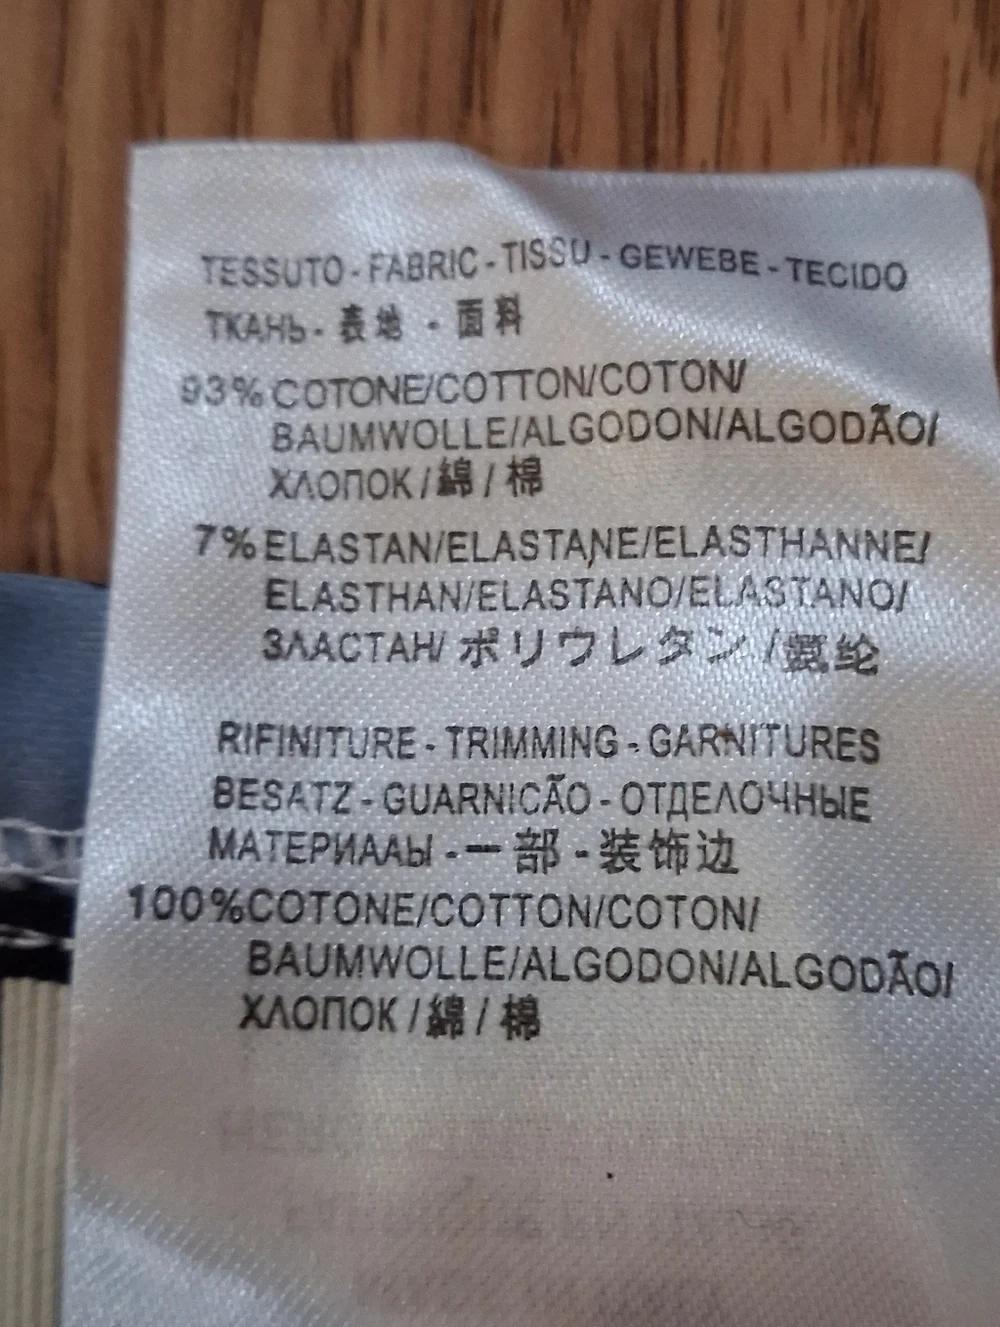 TESSUTO - FABRIC - TISSU - GEWEBE - TECIDO
ТКАНЬ - 表地 - 面料
93% COTONE/COTTON/COTON/
BAUMWOLLE/ALGODON/ALGODÃO/
ХЛОПОК / 綿 / 棉
7% ELASTAN/ELASTANE/ELASTHANNE/
ELASTHAN/ELASTANO/ELASTANO/
ЗЛАСТАН/ ポリウレタン / 氨纶
RIFINITURE - TRIMMING - GARNITURES
BESATZ - GUARNICÃO - ОТДЕЛОЧНЫЕ
МАТЕРИААЫ - 一部 - 装饰边
100% COTONE/COTTON/COTON/
BAUMWOLLE/ALGODON/ALGODÃO/
ХЛОПОК / 綿 / 棉